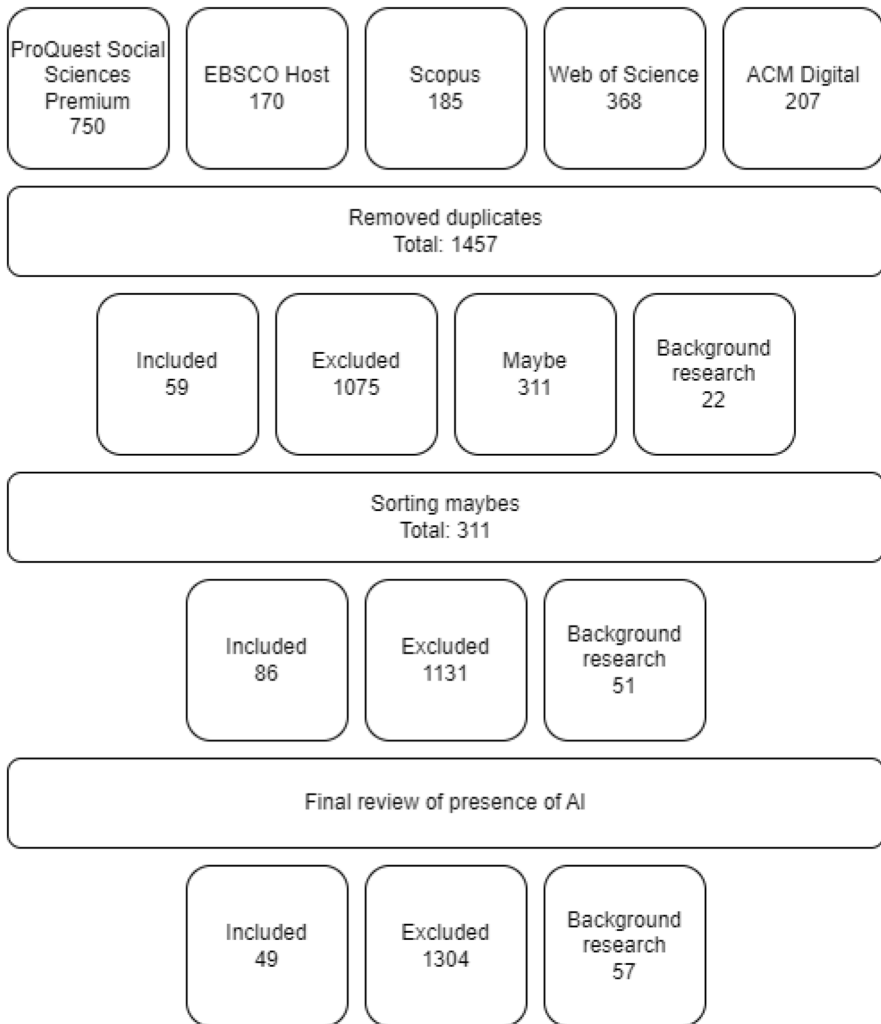 ProQuest Social
Sciences
Premium
750
EBSCO Host
170
Scopus
185
Web of Science
368
ACM Digital
207
Removed duplicates
Total: 1457
Included
59
Excluded
1075
Maybe
311
Background
research
22
Sorting maybes
Total: 311
Included
86
Excluded
1131
Background
research
51
Final review of presence of AI
Included
49
Excluded
1304
Background
research
57